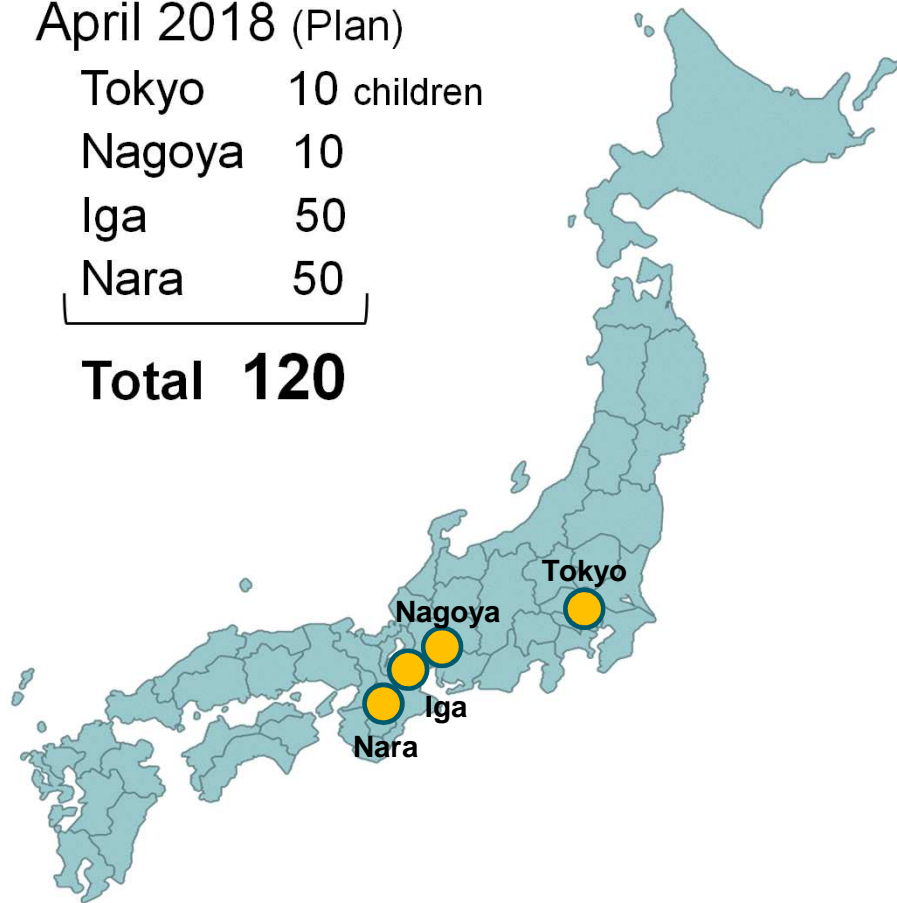 April 2018 (Plan)
Tokyo 10 children
Nagoya 10
Iga 50
Nara 50
Total 120
Tokyo
Nagoya
Iga
Nara